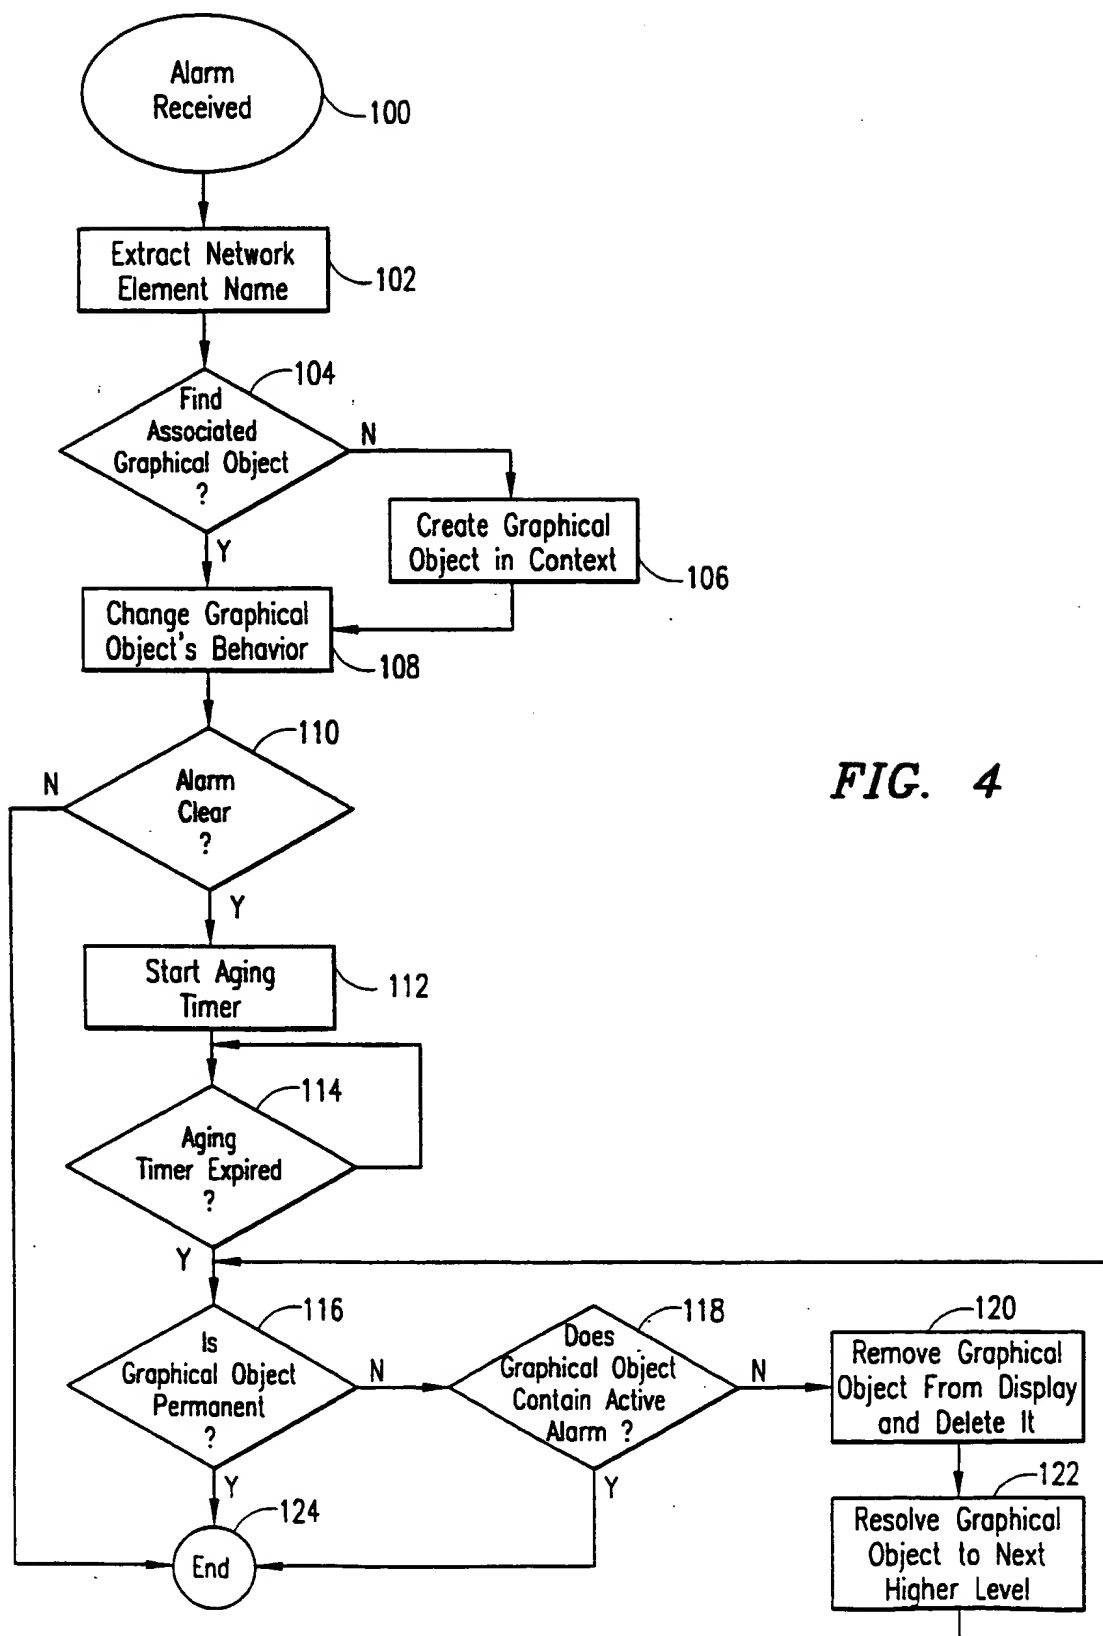 Alarm
Received
100
Extract Network
Element Name
102
104
Find
Associated
Graphical Object
?
N
Y
Create Graphical
Object in Context
106
Change Graphical
Object's Behavior
108
110
Alarm
Clear
?
N
Y
FIG. 4
Start Aging
Timer
112
114
Aging
Timer Expired
?
Y
116
Is
Graphical Object
Permanent
?
N
Y
118
Does
Graphical Object
Contain Active
Alarm ?
N
Y
120
Remove Graphical
Object From Display
and Delete It
122
Resolve Graphical
Object to Next
Higher Level
124
End